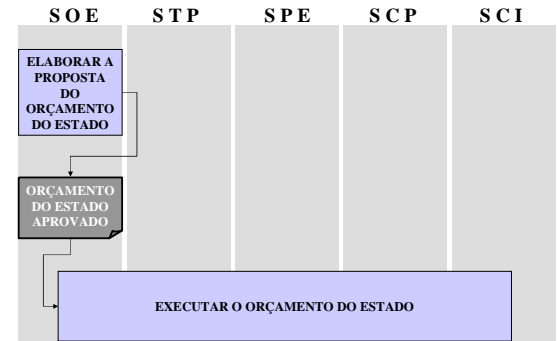 S O E S T P S P E S C P S C I
ELABORAR A
PROPOSTA
DO
ORÇAMENTO
DO ESTADO
ORÇAMENTO
DO ESTADO
APROVADO
EXECUTAR O ORÇAMENTO DO ESTADO